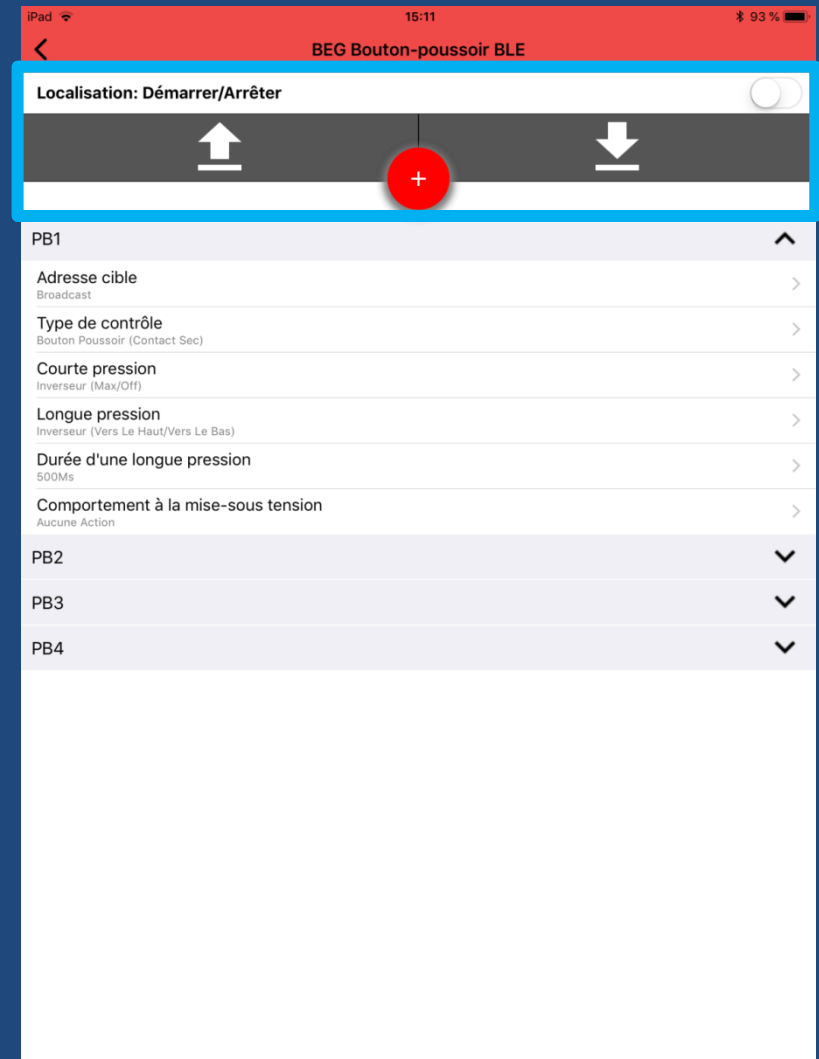 iPad 15:11 93 %
BEG Bouton-poussoir BLE
Localisation: Démarrer/Arrêter
+
PB1
Adresse cible
Broadcast
Type de contrôle
Bouton Poussoir (Contact Sec)
Courte pression
Inverseur (Max/Off)
Longue pression
Inverseur (Vers Le Haut/Vers Le Bas)
Durée d'une longue pression
500Ms
Comportement à la mise-sous tension
Aucune Action
PB2
PB3
PB4